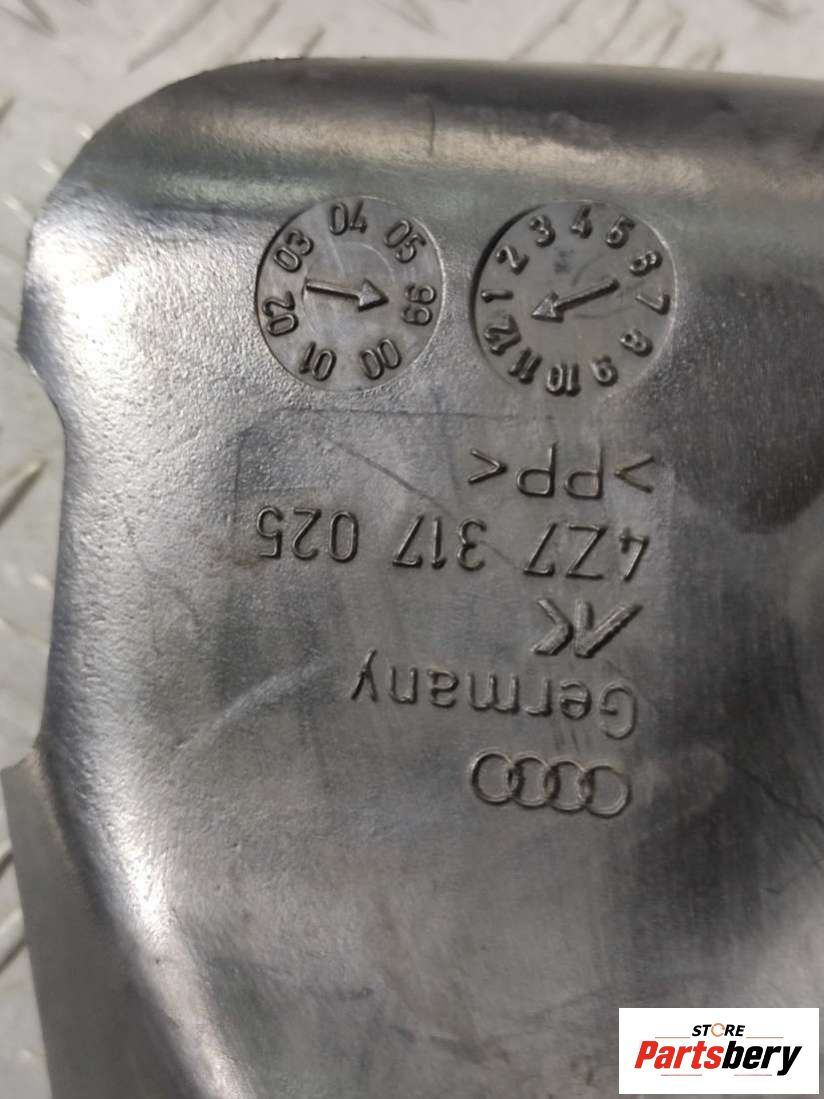 Germany
AK
4Z7 317 025
>PP<
1 2 3 4 5 6 7 8 9 10 11 12
99 00 01 02 03 04 05
STORE
Partsbery